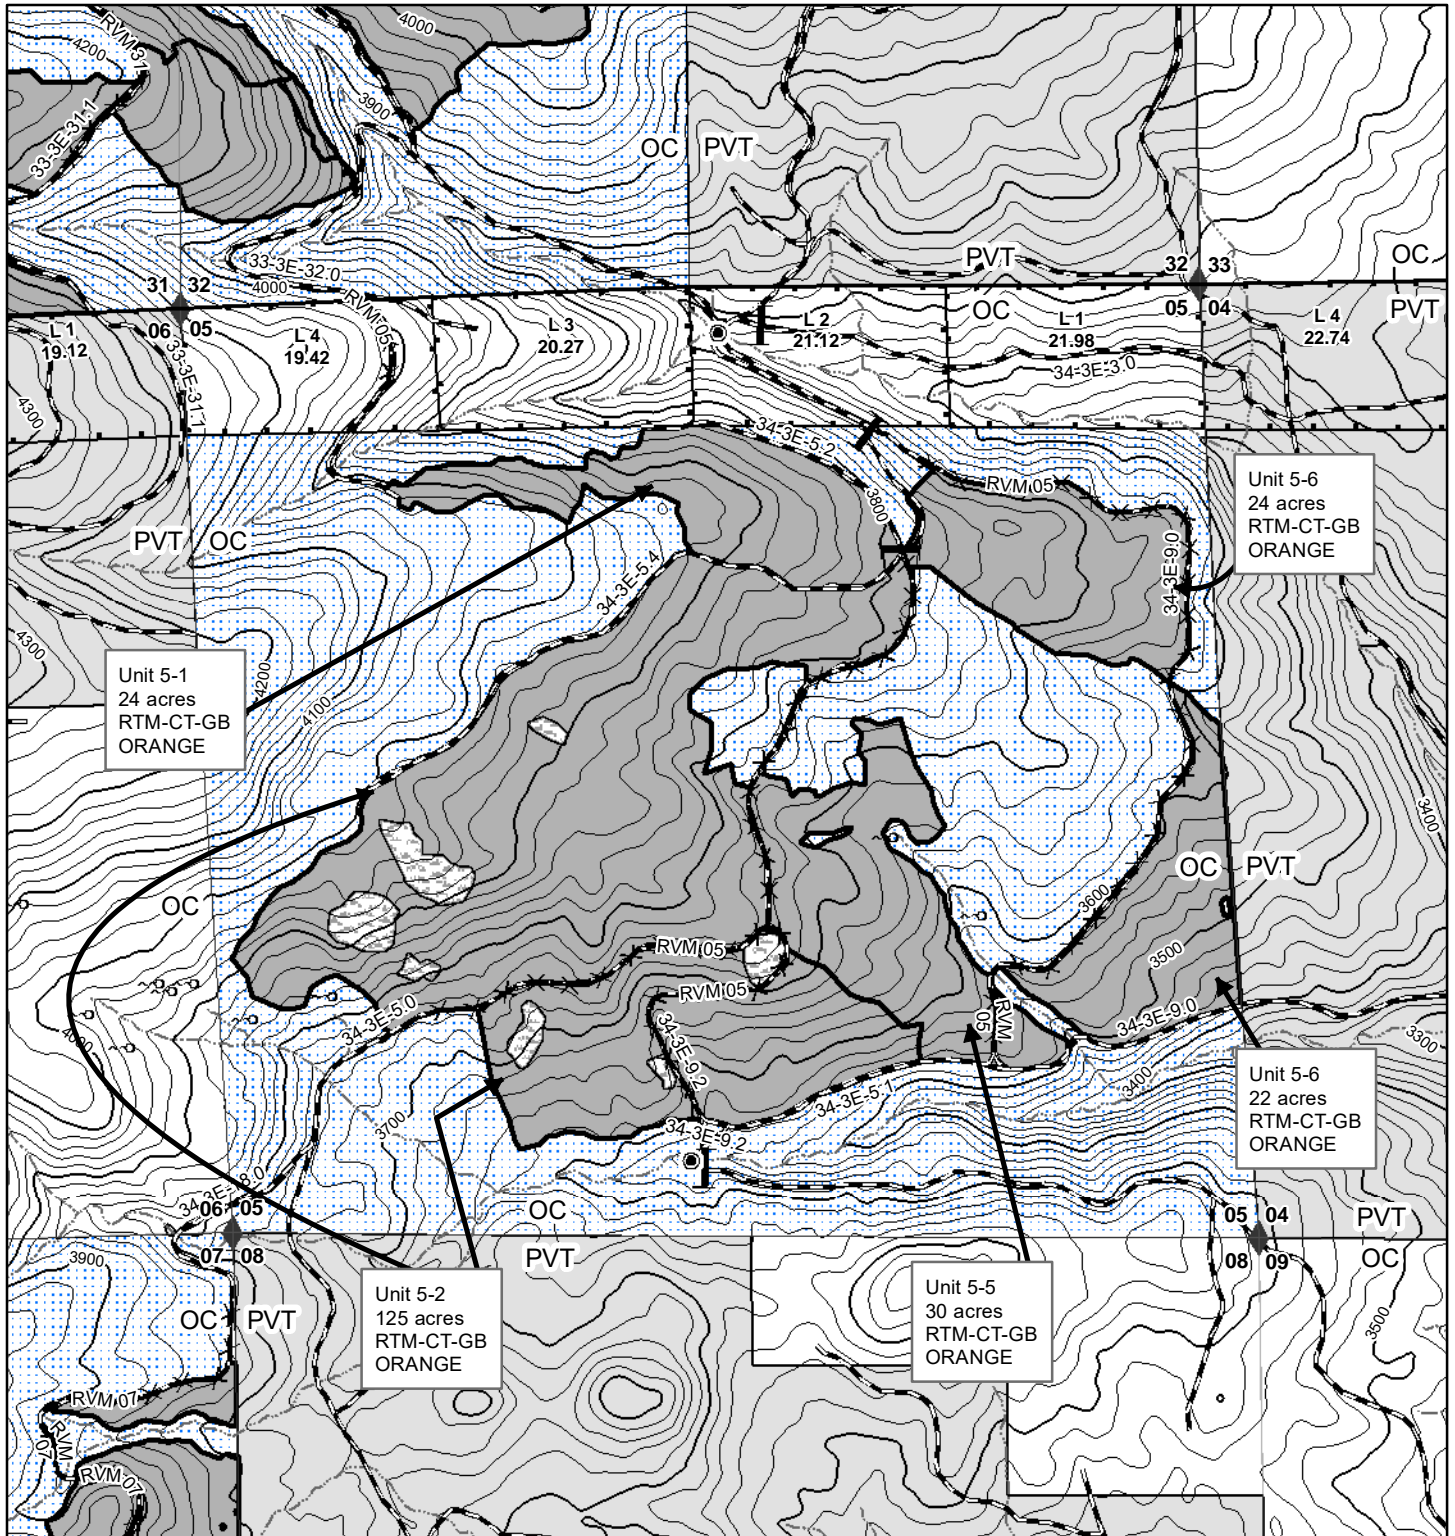 RVM 31
4000
4200
3900
33-3E-31.1
OC
PVT
33-3E-32.0
4000
PVT
32
33
OC
31
32
RVM 05
OC
05
04
PVT
L 1
19.12
06
05
L 4
19.42
L 3
20.27
L 2
21.12
L 1
21.98
L 4
22.74
33-3E-31.1
34-3E-3.0
4300
34-3E-5.2
RVM 05
3800
Unit 5-6
24 acres
RTM-CT-GB
ORANGE
PVT
OC
34-3E-5.4
34-3E-9.0
4300
4200
4100
Unit 5-1
24 acres
RTM-CT-GB
ORANGE
3400
OC
PVT
OC
3600
RVM 05
3500
RVM 05
34-3E-5.0
34-3E-9.2
RVM
05
34-3E-9.0
3300
4000
3400
34-3E-5.1
3700
34-3E-9.2
Unit 5-6
22 acres
RTM-CT-GB
ORANGE
34-3E-8.0
06
05
OC
05
04
PVT
07
08
PVT
08
09
OC
3900
OC
PVT
Unit 5-2
125 acres
RTM-CT-GB
ORANGE
Unit 5-5
30 acres
RTM-CT-GB
ORANGE
3500
RVM 07
RVM
07
RVM 07